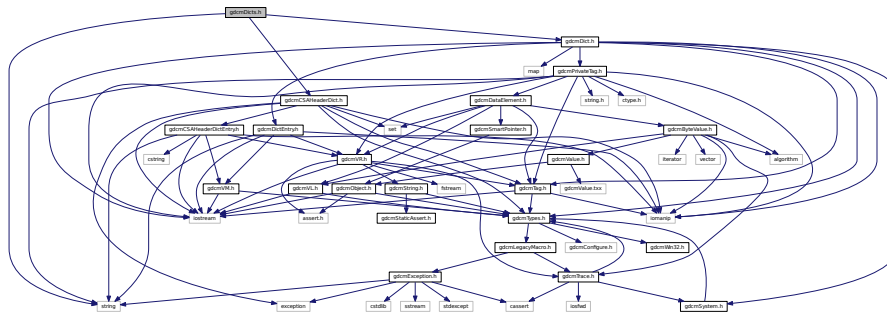 gdcmDicts.h
gdcmDict.h
map
gdcmPrivateTag.h
gdcmCSAHeaderDict.h
set
gdcmDataElement.h
string.h
ctype.h
gdcmCSAHeaderDictEntry.h
gdcmDictEntry.h
gdcmSmartPointer.h
gdcmByteValue.h
cstring
gdcmVR.h
gdcmValue.h
iterator
vector
algorithm
gdcmVM.h
gdcmVL.h
gdcmObject.h
gdcmString.h
fstream
gdcmTag.h
gdcmValue.txx
iostream
assert.h
gdcmStaticAssert.h
gdcmTypes.h
iomanip
gdcmLegacyMacro.h
gdcmConfigure.h
gdcmWin32.h
gdcmException.h
gdcmTrace.h
string
exception
cstdlib
sstream
stdexcept
cassert
iosfwd
gdcmSystem.h